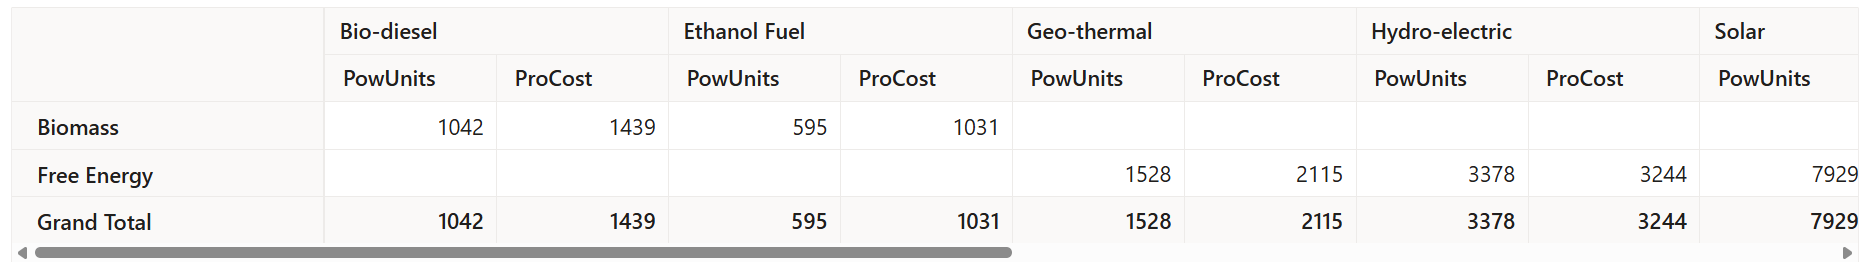 Bio-diesel Ethanol Fuel Geo-thermal Hydro-electric Solar
PowUnits ProCost PowUnits ProCost PowUnits ProCost PowUnits ProCost PowUnits
Biomass 1042 1439 595 1031
Free Energy 1528 2115 3378 3244 7929
Grand Total 1042 1439 595 1031 1528 2115 3378 3244 7929